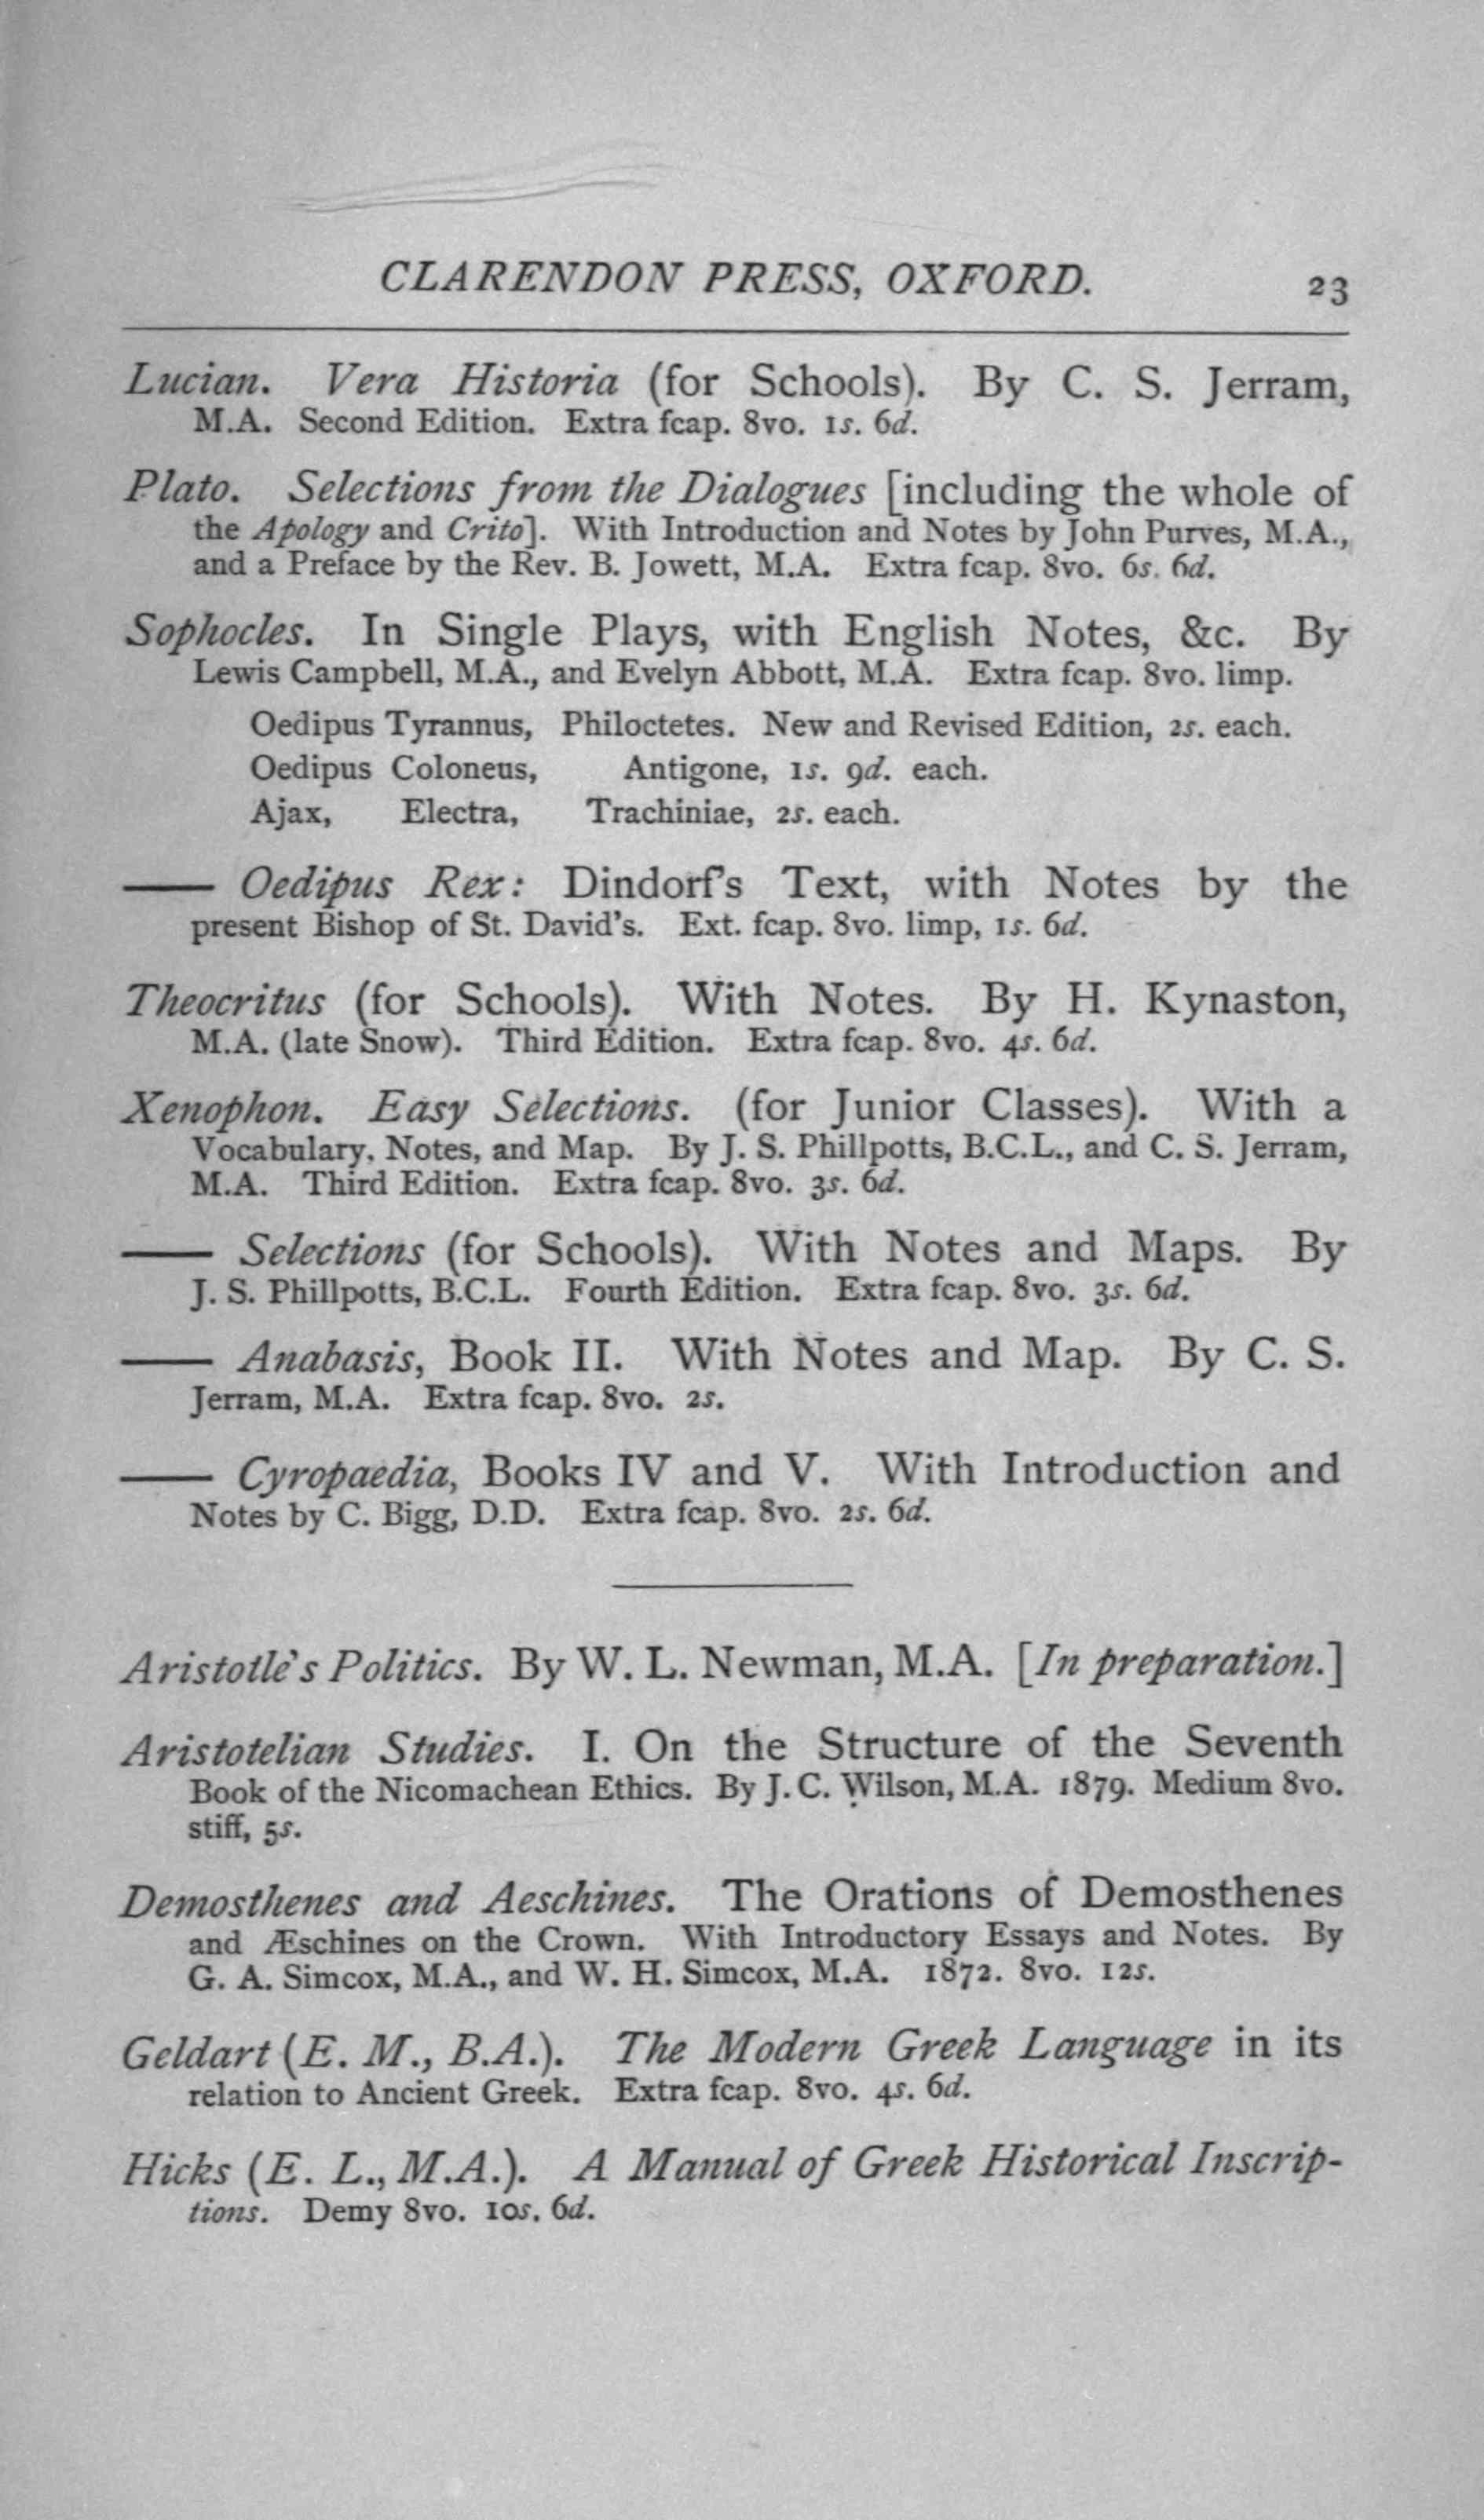 CLARENDON PRESS, OXFORD. 23
Lucian. Vera Historia (for Schools). By C. S. Jerram,
M.A. Second Edition. Extra fcap. 8vo. 1s. 6d.
Plato. Selections from the Dialogues [including the whole of
the Apology and Crito]. With Introduction and Notes by John Purves, M.A.,
and a Preface by the Rev. B. Jowett, M.A. Extra fcap. 8vo. 6s. 6d.
Sophocles. In Single Plays, with English Notes, &c. By
Lewis Campbell, M.A., and Evelyn Abbott, M.A. Extra fcap. 8vo. limp.
Oedipus Tyrannus, Philoctetes. New and Revised Edition, 2s. each.
Oedipus Coloneus, Antigone, 1s. 9d. each.
Ajax, Electra, Trachiniae, 2s. each.
—— Oedipus Rex: Dindorf's Text, with Notes by the
present Bishop of St. David's. Ext. fcap. 8vo. limp, 1s. 6d.
Theocritus (for Schools). With Notes. By H. Kynaston,
M.A. (late Snow). Third Edition. Extra fcap. 8vo. 4s. 6d.
Xenophon. Easy Selections. (for Junior Classes). With a
Vocabulary, Notes, and Map. By J. S. Phillpotts, B.C.L., and C. S. Jerram,
M.A. Third Edition. Extra fcap. 8vo. 3s. 6d.
—— Selections (for Schools). With Notes and Maps. By
J. S. Phillpotts, B.C.L. Fourth Edition. Extra fcap. 8vo. 3s. 6d.
—— Anabasis, Book II. With Notes and Map. By C. S.
Jerram, M.A. Extra fcap. 8vo. 2s.
—— Cyropaedia, Books IV and V. With Introduction and
Notes by C. Bigg, D.D. Extra fcap. 8vo. 2s. 6d.
Aristotle's Politics. By W. L. Newman, M.A. [In preparation.]
Aristotelian Studies. I. On the Structure of the Seventh
Book of the Nicomachean Ethics. By J. C. Wilson, M.A. 1879. Medium 8vo.
stiff, 5s.
Demosthenes and Aeschines. The Orations of Demosthenes
and Æschines on the Crown. With Introductory Essays and Notes. By
G. A. Simcox, M.A., and W. H. Simcox, M.A. 1872. 8vo. 12s.
Geldart (E. M., B.A.). The Modern Greek Language in its
relation to Ancient Greek. Extra fcap. 8vo. 4s. 6d.
Hicks (E. L., M.A.). A Manual of Greek Historical Inscrip-
tions. Demy 8vo. 10s. 6d.